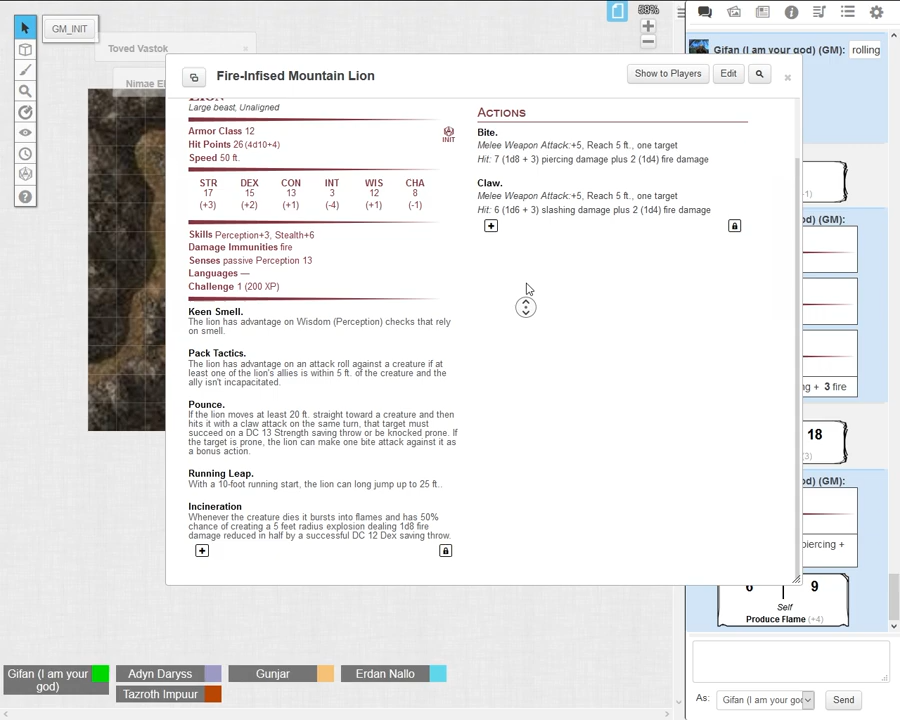 GM_INIT
Toved Vastok
×
Nimae El
88%
Gifan (I am your god) (GM):
rolling
Fire-Infised Mountain Lion
Show to Players
Edit
×
LION
Large beast, Unaligned
Armor Class 12
Hit Points 26 (4d10+4)
Speed 50 ft.
INIT
STR DEX CON INT WIS CHA
17 15 13 3 12 8
(+3) (+2) (+1) (-4) (+1) (-1)
Skills Perception+3, Stealth+6
Damage Immunities fire
Senses passive Perception 13
Languages —
Challenge 1 (200 XP)
Keen Smell.
The lion has advantage on Wisdom (Perception) checks that rely
on smell.
Pack Tactics.
The lion has advantage on an attack roll against a creature if at
least one of the lion's allies is within 5 ft. of the creature and the
ally isn't incapacitated.
Pounce.
If the lion moves at least 20 ft. straight toward a creature and then
hits it with a claw attack on the same turn, that target must
succeed on a DC 13 Strength saving throw or be knocked prone. If
the target is prone, the lion can make one bite attack against it as
a bonus action.
Running Leap.
With a 10-foot running start, the lion can long jump up to 25 ft..
Incineration
Whenever the creature dies it bursts into flames and has 50%
chance of creating a 5 feet radius explosion dealing 1d8 fire
damage reduced in half by a successful DC 12 Dex saving throw.
ACTIONS
Bite.
Melee Weapon Attack:+5, Reach 5 ft., one target
Hit: 7 (1d8 + 3) piercing damage plus 2 (1d4) fire damage
Claw.
Melee Weapon Attack:+5, Reach 5 ft., one target
Hit: 6 (1d6 + 3) slashing damage plus 2 (1d4) fire damage
-1)
ng + 3 fire
18
(3)
od) (GM):
piercing +
6 9
Self
Produce Flame (+4)
Gifan (I am your
god)
Adyn Daryss
Gunjar
Erdan Nallo
Tazroth Impuur
As:
Gifan (I am your god
Send